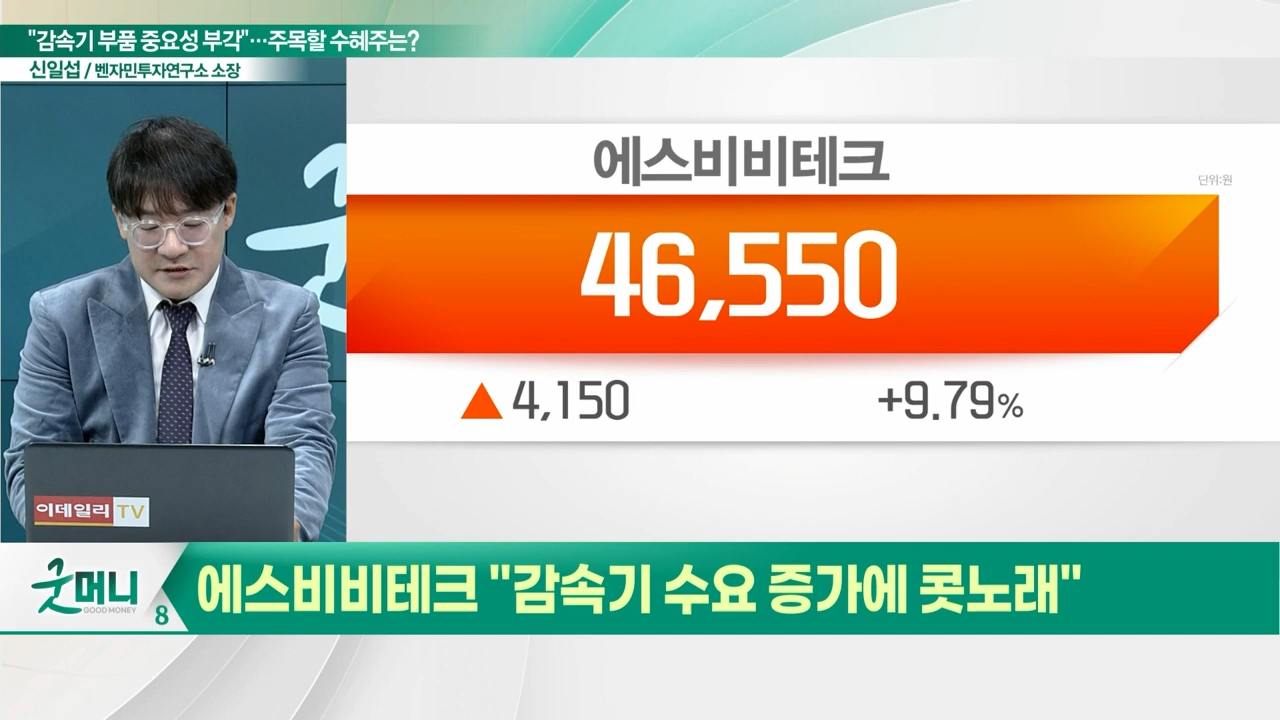 "감속기 부품 중요성 부각"…주목할 수혜주는?
신일섭 / 벤자민투자연구소 소장
에스비비테크
단위:원
46,550
▲4,150 +9.79%
이데일리 TV
굿머니
GOOD MONEY
8
에스비비테크 "감속기 수요 증가에 콧노래"